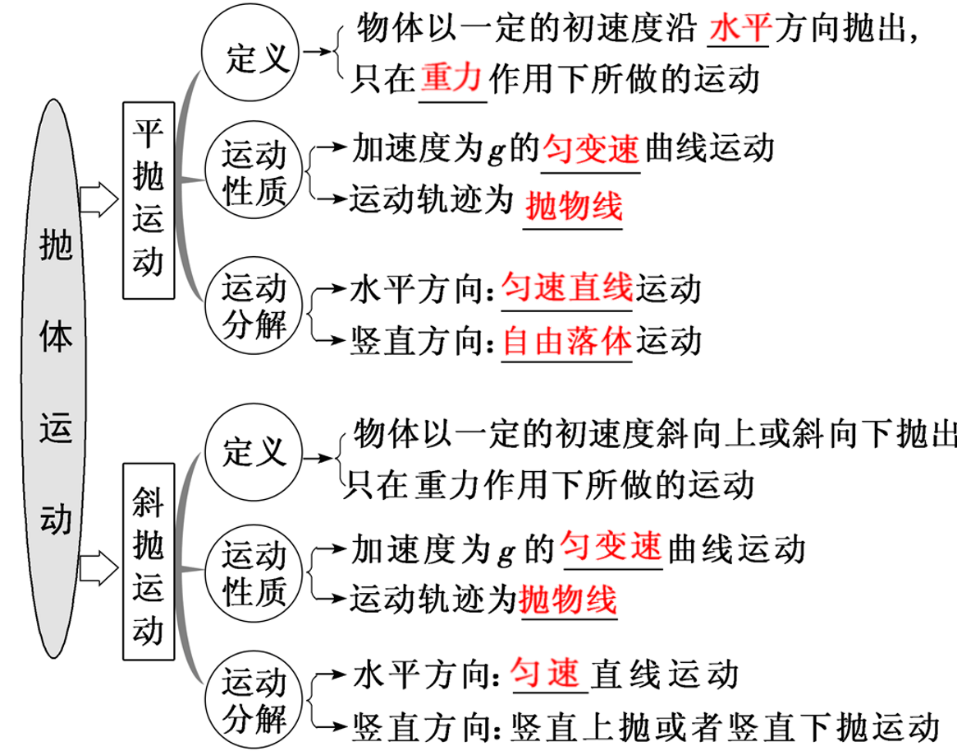 抛体运动
平抛运动
定义
物体以一定的初速度沿 水平方向抛出,
只在重力作用下所做的运动
运动
性质
加速度为g的匀变速曲线运动
运动轨迹为 抛物线
运动
分解
水平方向:匀速直线运动
竖直方向:自由落体运动
斜抛运动
定义
物体以一定的初速度斜向上或斜向下抛出
只在重力作用下所做的运动
运动
性质
加速度为g的匀变速曲线运动
运动轨迹为抛物线
运动
分解
水平方向:匀速直线运动
竖直方向:竖直上抛或者竖直下抛运动